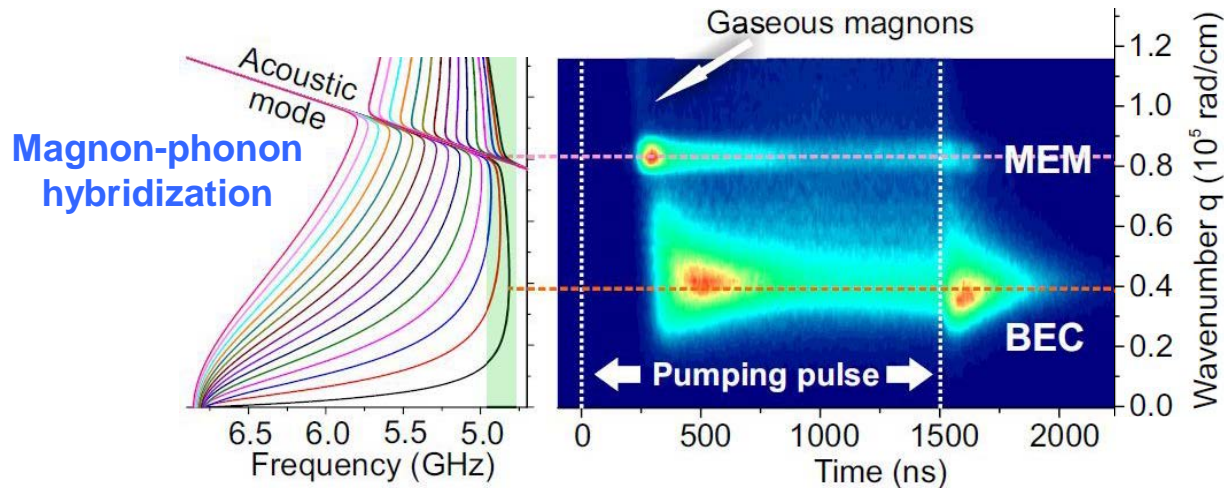 Gaseous magnons
Acoustic
mode
Magnon-phonon
hybridization
MEM
BEC
Pumping pulse
6.5 6.0 5.5 5.0
Frequency (GHz)
0 500 1000 1500 2000
Time (ns)
1.2
1.0
0.8
0.6
0.4
0.2
0.0
Wavenumber q (10⁵ rad/cm)